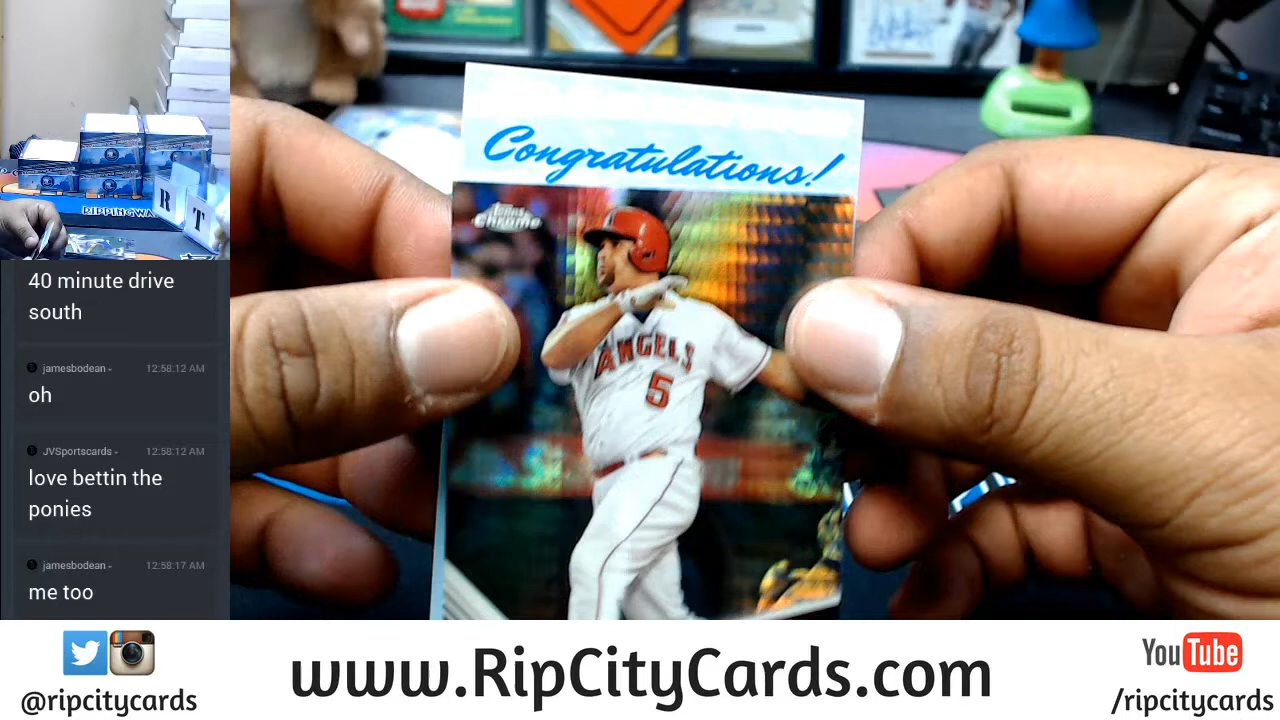 40 minute drive
south
jamesbodean
12:58:12 AM
oh
JVSportscards
12:58:12 AM
love bettin the
ponies
jamesbodean
12:58:17 AM
me too
RIPPINGWA
R
T
Congratulations!
Topps
Chrome
ANGELS
5
@ripcitycards
www.RipCityCards.com
YouTube
/ripcitycards